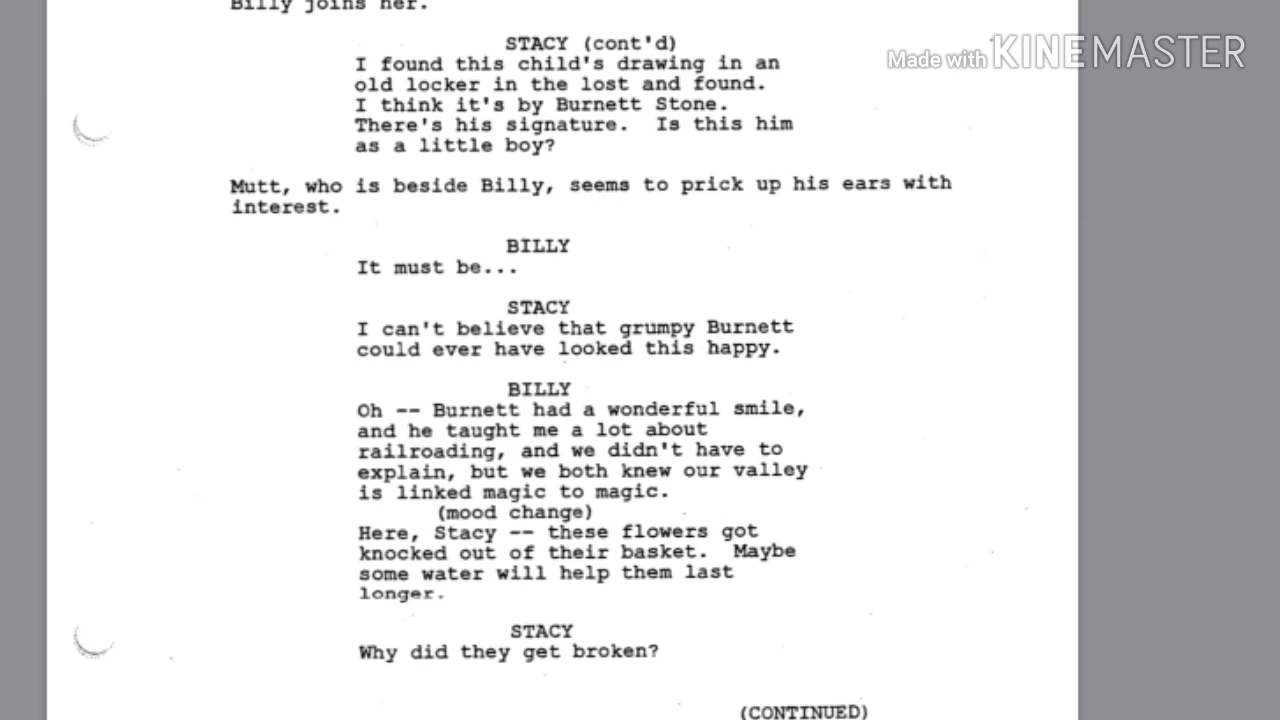 Billy joins her.
STACY (cont'd)
Made with KINEMASTER
I found this child's drawing in an
old locker in the lost and found.
I think it's by Burnett Stone.
There's his signature.  Is this him
as a little boy?
Mutt, who is beside Billy, seems to prick up his ears with
interest.
BILLY
It must be...
STACY
I can't believe that grumpy Burnett
could ever have looked this happy.
BILLY
Oh -- Burnett had a wonderful smile,
and he taught me a lot about
railroading, and we didn't have to
explain, but we both knew our valley
is linked magic to magic.
(mood change)
Here, Stacy -- these flowers got
knocked out of their basket.  Maybe
some water will help them last
longer.
STACY
Why did they get broken?
(CONTINUED)